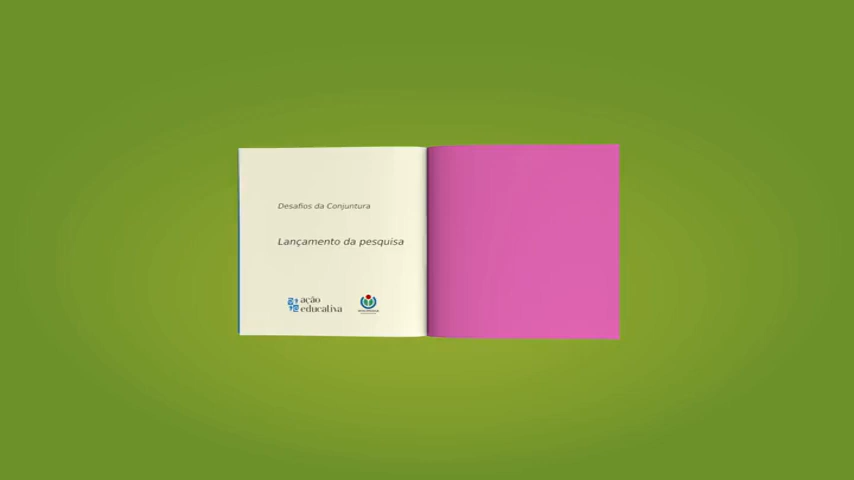 Desafios da Conjuntura
Lançamento da pesquisa
ação
educativa